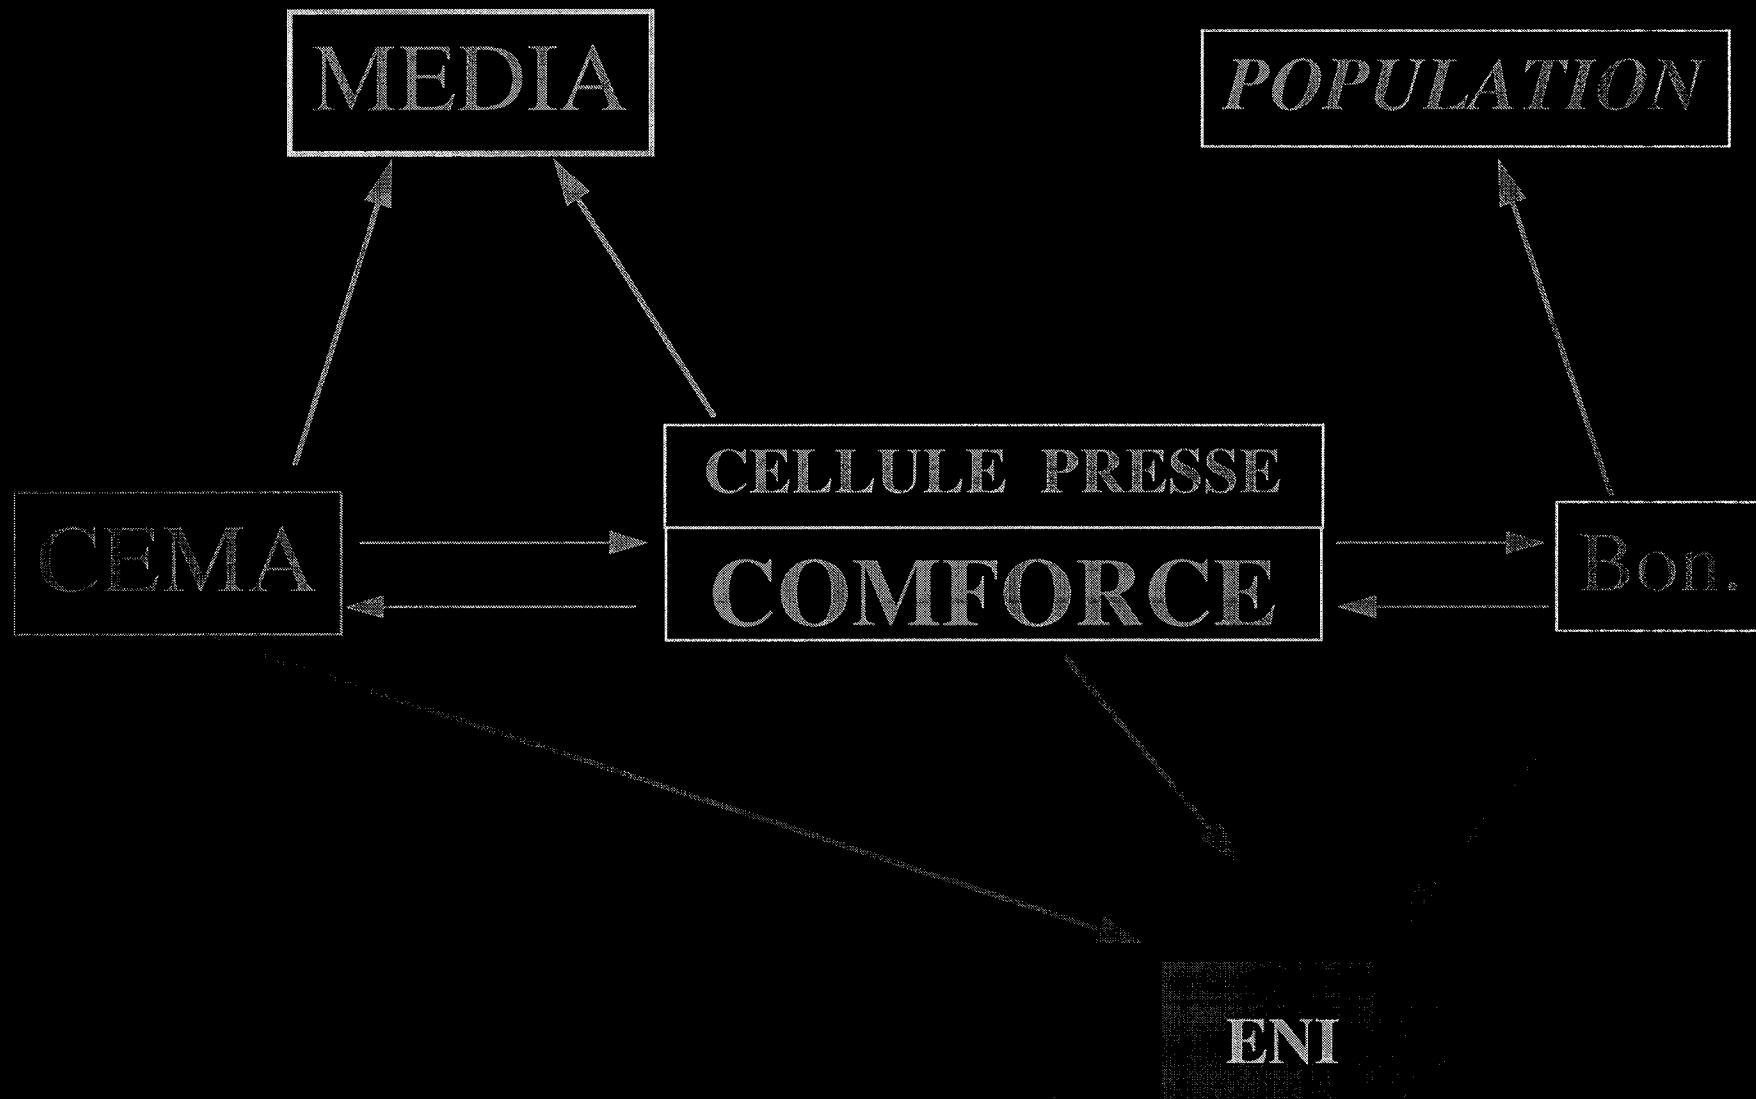 MEDIA
POPULATION
CELLULE PRESSE
CEMA
COMFORCE
Bon.
ENI